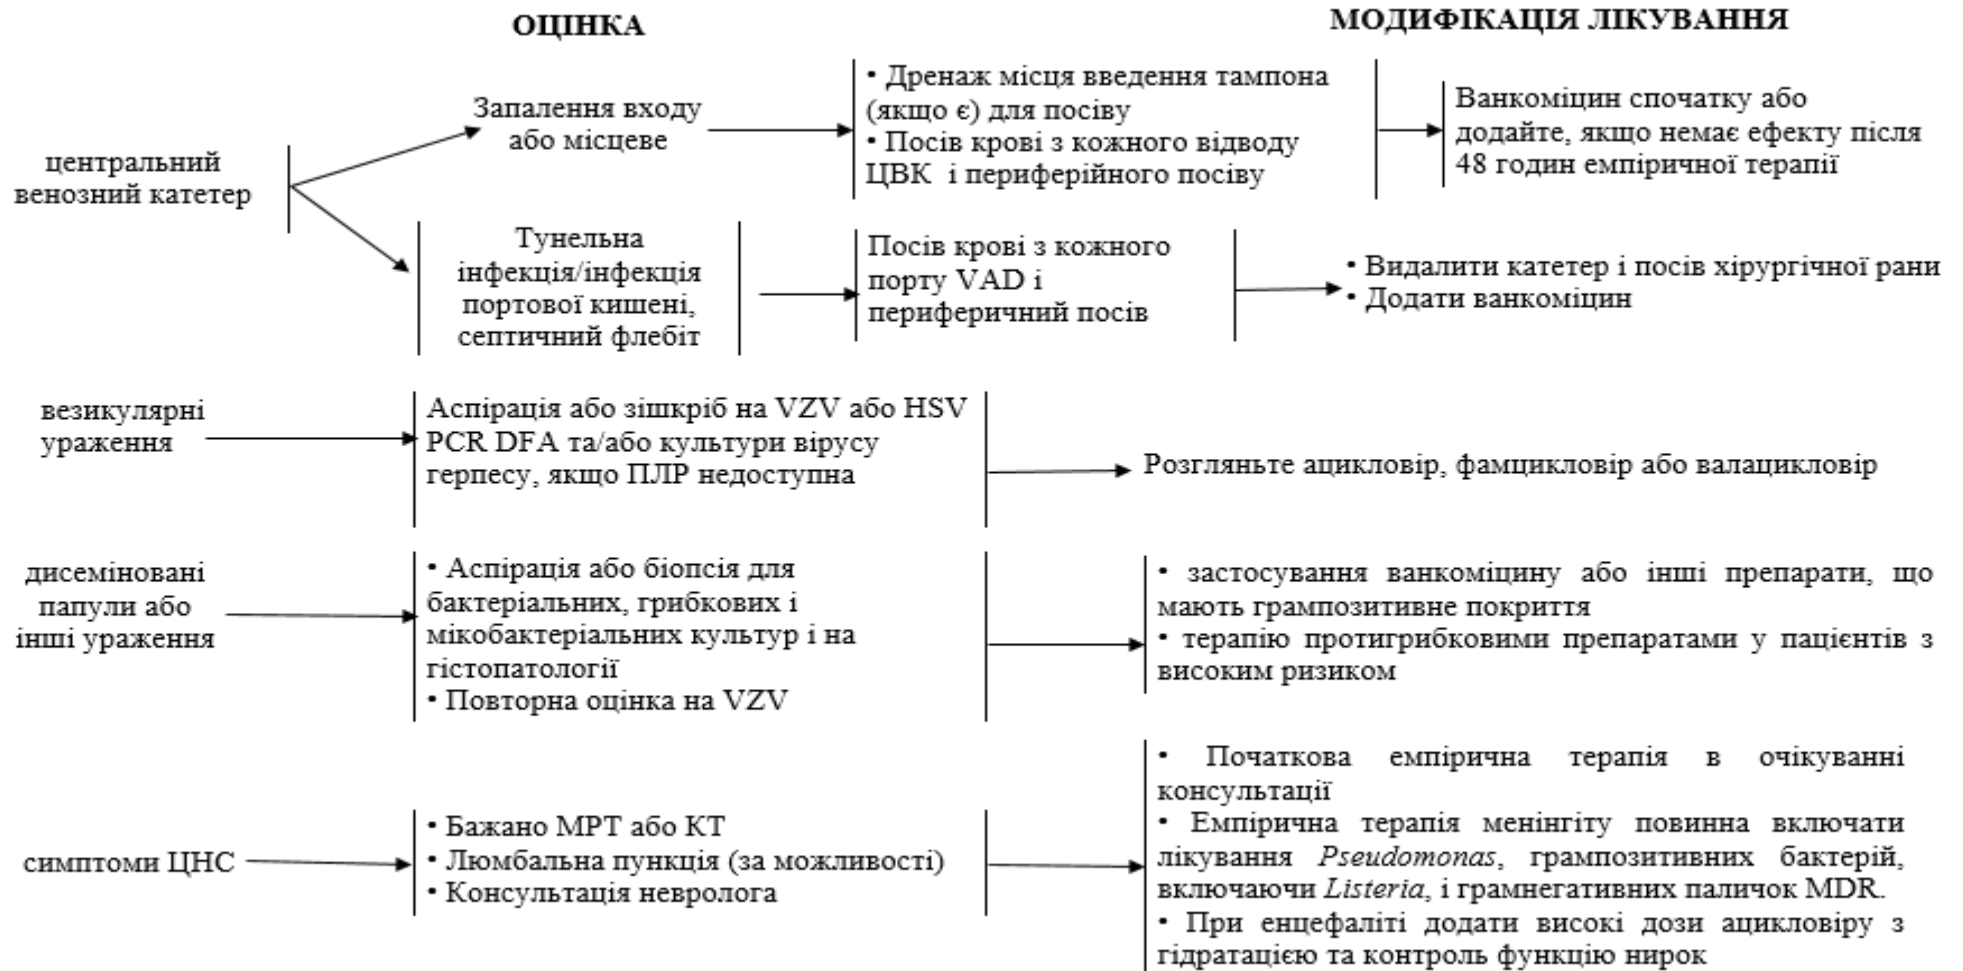 ОЦІНКА
МОДИФІКАЦІЯ ЛІКУВАННЯ
центральний
венозний катетер
Запалення входу
або місцеве
• Дренаж місця введення тампона
(якщо є) для посіву
• Посів крові з кожного відводу
ЦВК і периферійного посіву
Ванкоміцин спочатку або
додайте, якщо немає ефекту після
48 годин емпіричної терапії
Тунельна
інфекція/інфекція
портової кишені,
септичний флебіт
Посів крові з кожного
порту VAD і
периферичний посів
• Видалити катетер і посів хірургічної рани
• Додати ванкоміцин
везикулярні
ураження
Аспірація або зішкріб на VZV або HSV
PCR DFA та/або культури вірусу
герпесу, якщо ПЛР недоступна
Розгляньте ацикловір, фамцикловір або валацикловір
дисеміновані
папули або
інші ураження
• Аспірація або біопсія для
бактеріальних, грибкових і
мікобактеріальних культур і на
гістопатології
• Повторна оцінка на VZV
• застосування ванкоміцину або інші препарати, що
мають грампозитивне покриття
• терапію протигрибковими препаратами у пацієнтів з
високим ризиком
симптоми ЦНС
• Бажано МРТ або КТ
• Люмбальна пункція (за можливості)
• Консультація невролога
• Початкова емпірична терапія в очікуванні
консультації
• Емпірична терапія менінгіту повинна включати
лікування Pseudomonas, грампозитивних бактерій,
включаючи Listeria, і грамнегативних паличок MDR.
• При енцефаліті додати високі дози ацикловіру з
гідратацією та контроль функцію нирок